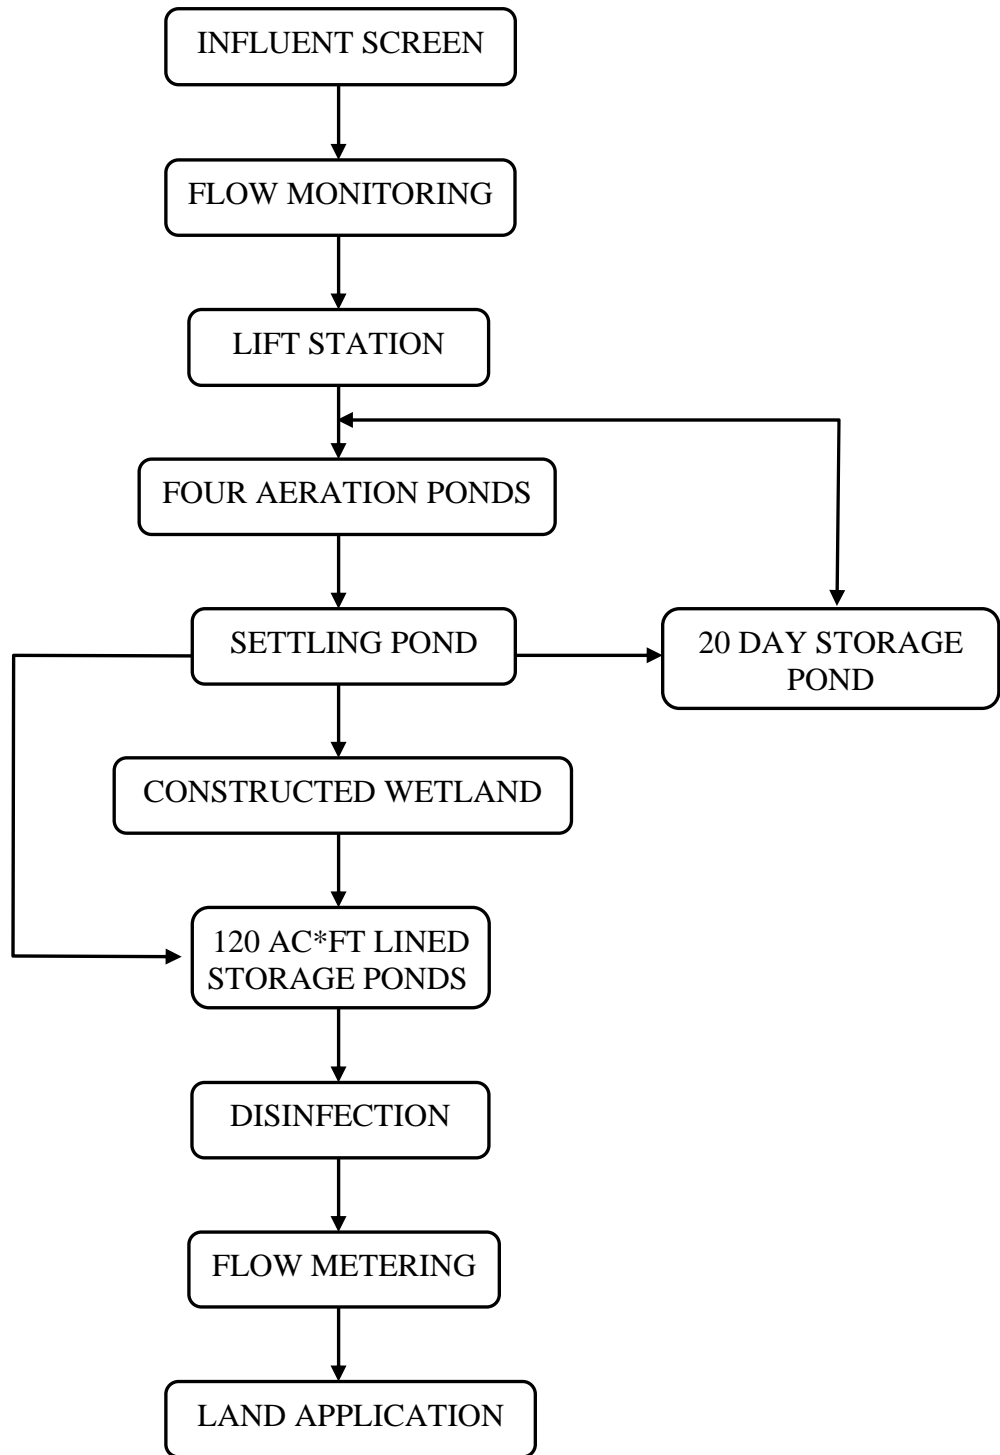 INFLUENT SCREEN
FLOW MONITORING
LIFT STATION
FOUR AERATION PONDS
SETTLING POND
20 DAY STORAGE
POND
CONSTRUCTED WETLAND
120 AC*FT LINED
STORAGE PONDS
DISINFECTION
FLOW METERING
LAND APPLICATION